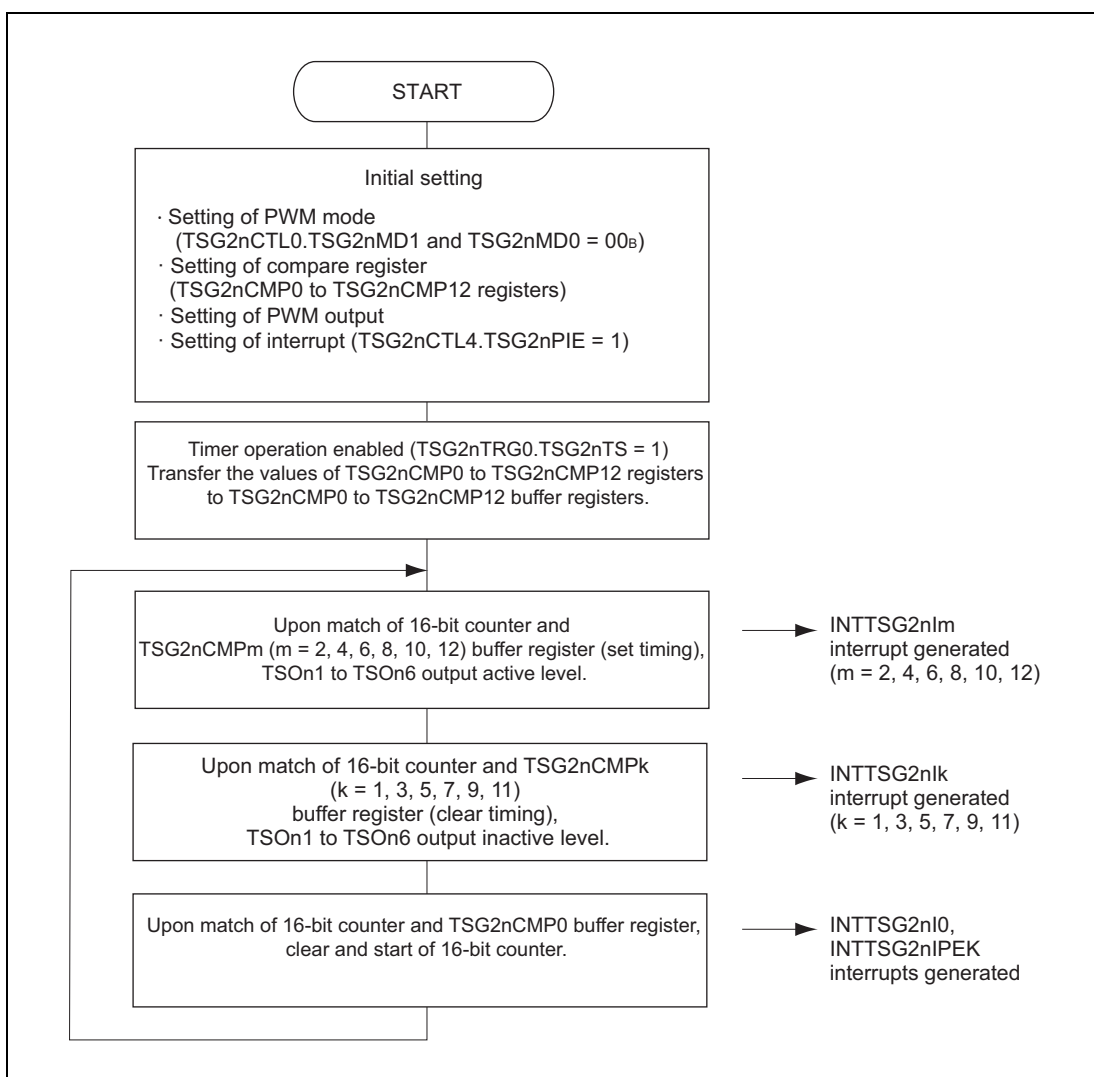 START
Initial setting
· Setting of PWM mode
(TSG2nCTL0.TSG2nMD1 and TSG2nMD0 = 00B)
· Setting of compare register
(TSG2nCMP0 to TSG2nCMP12 registers)
· Setting of PWM output
· Setting of interrupt (TSG2nCTL4.TSG2nPIE = 1)
Timer operation enabled (TSG2nTRG0.TSG2nTS = 1)
Transfer the values of TSG2nCMP0 to TSG2nCMP12 registers
to TSG2nCMP0 to TSG2nCMP12 buffer registers.
Upon match of 16-bit counter and
TSG2nCMPm (m = 2, 4, 6, 8, 10, 12) buffer register (set timing),
TSOn1 to TSOn6 output active level.
INTTSG2nIm
interrupt generated
(m = 2, 4, 6, 8, 10, 12)
Upon match of 16-bit counter and TSG2nCMPk
(k = 1, 3, 5, 7, 9, 11)
buffer register (clear timing),
TSOn1 to TSOn6 output inactive level.
INTTSG2nIk
interrupt generated
(k = 1, 3, 5, 7, 9, 11)
Upon match of 16-bit counter and TSG2nCMP0 buffer register,
clear and start of 16-bit counter.
INTTSG2nI0,
INTTSG2nIPEK
interrupts generated